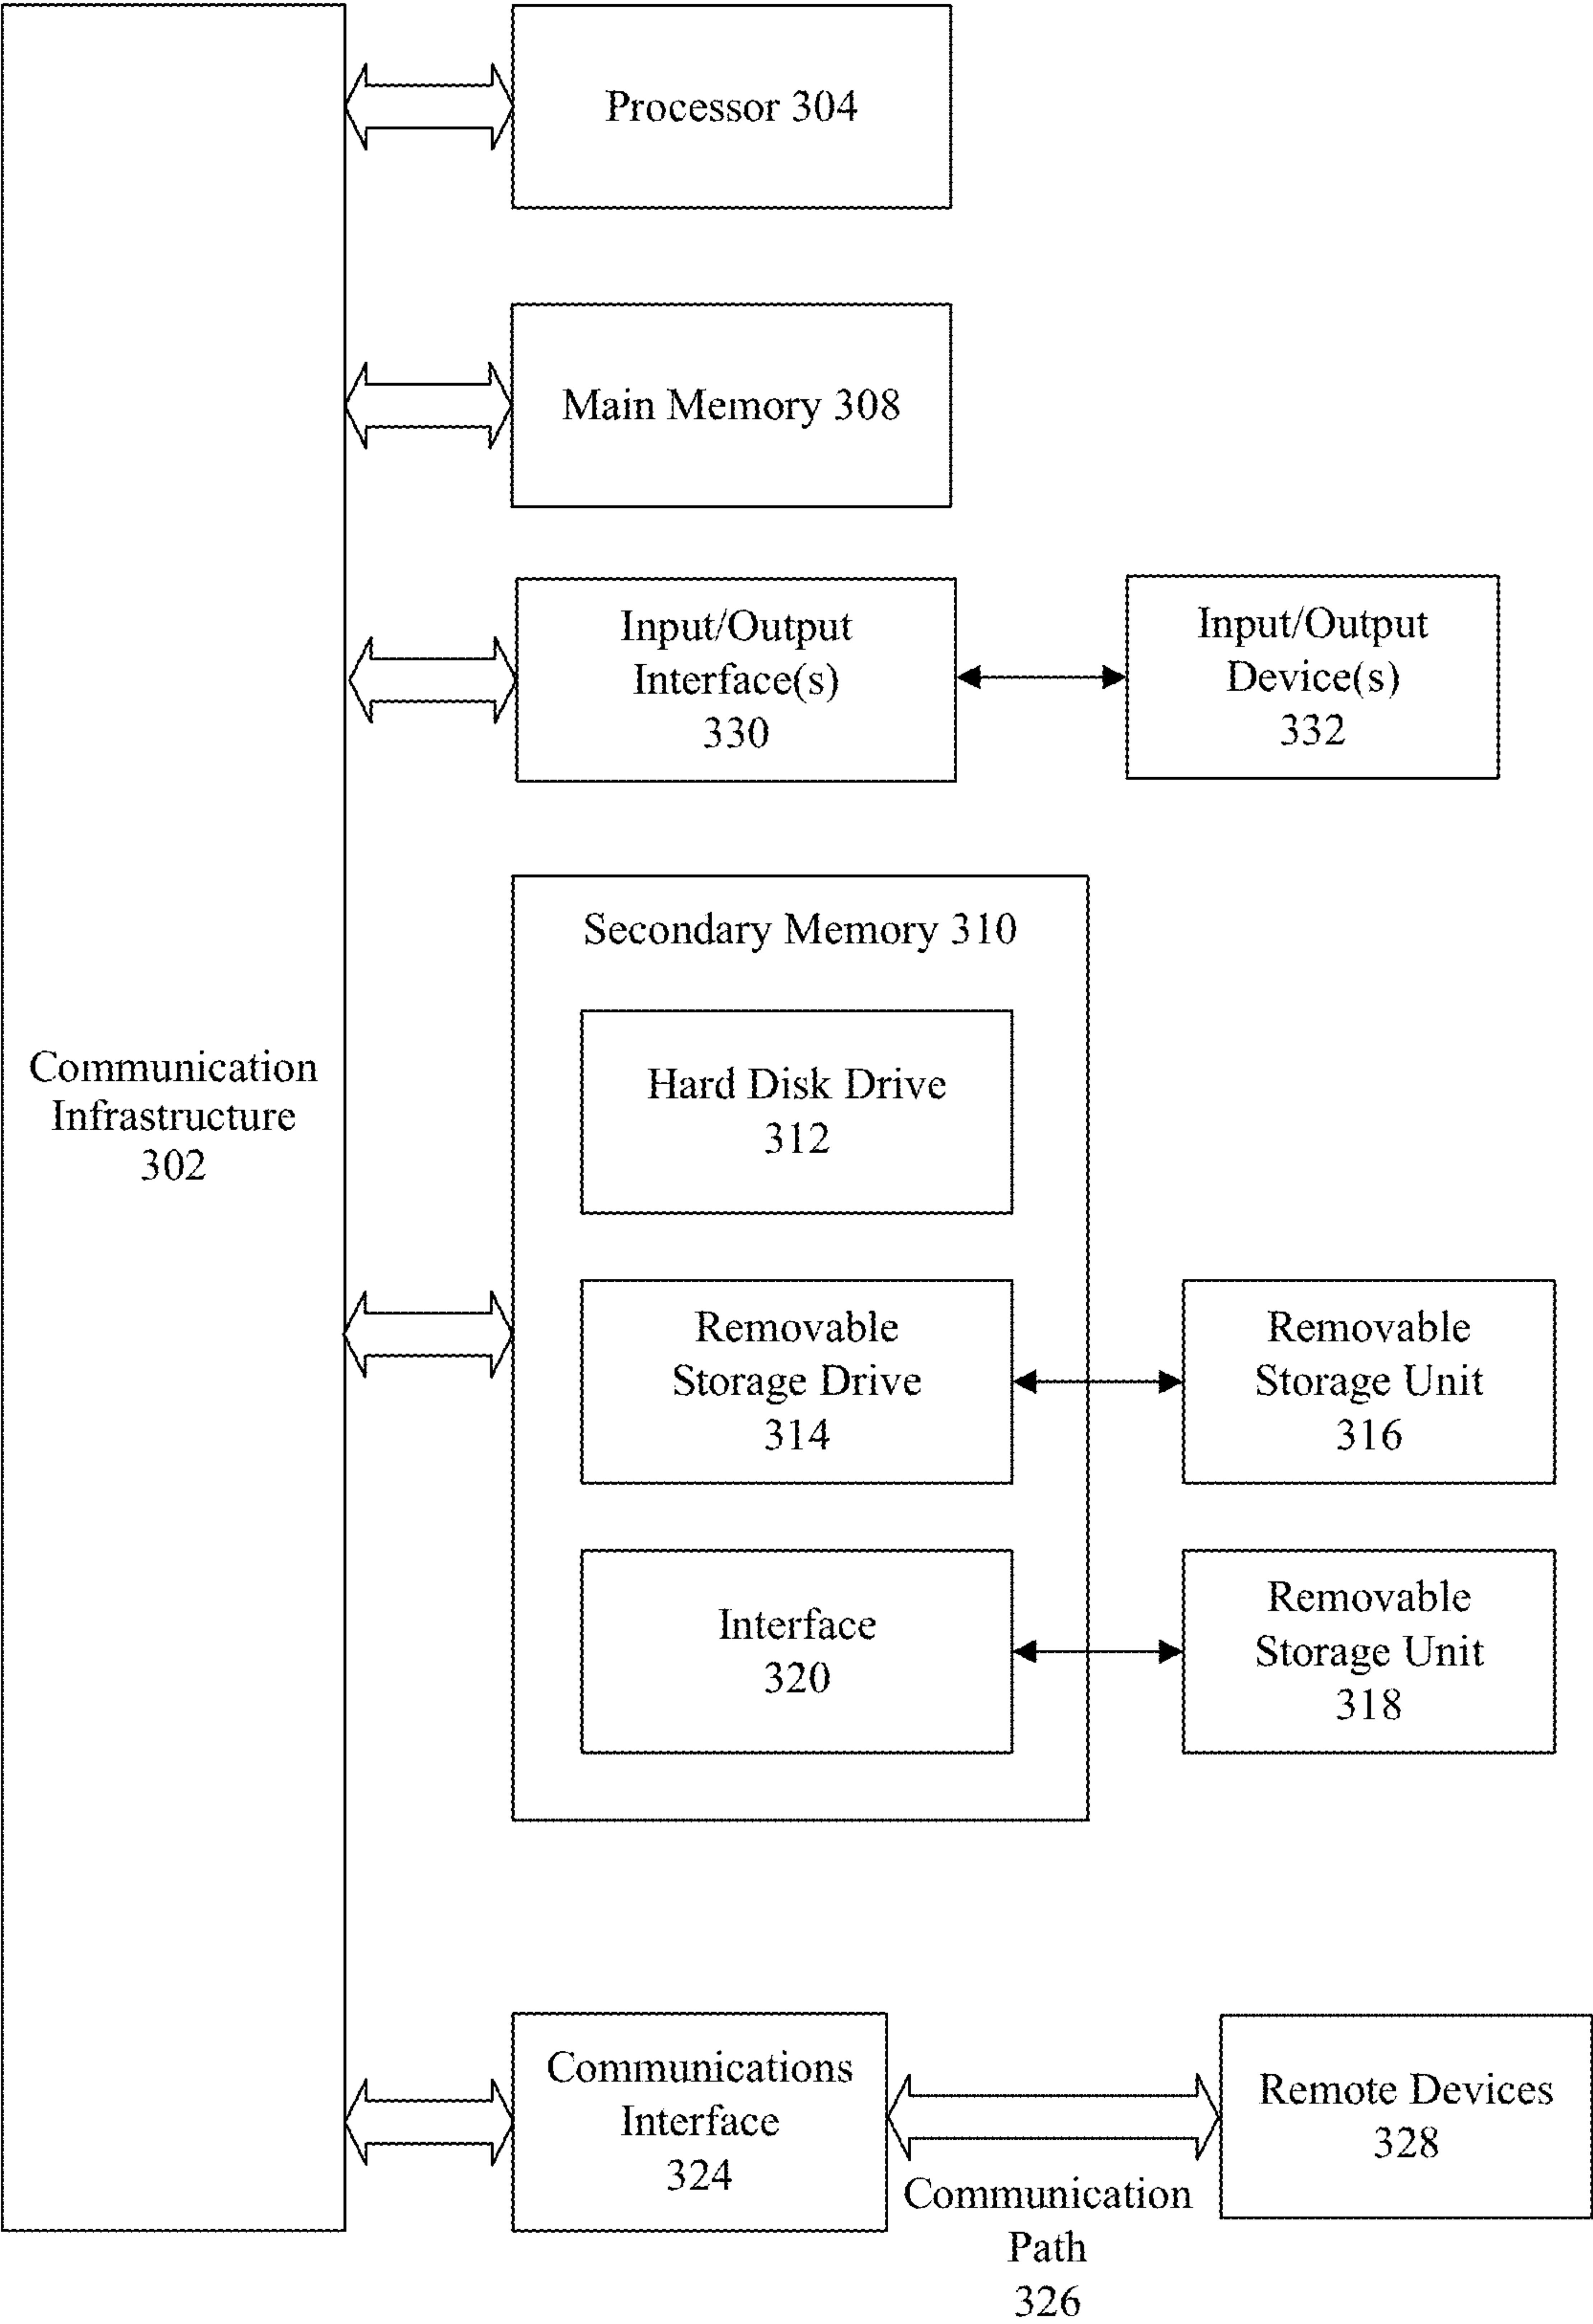 Processor 304
Main Memory 308
Input/Output
Interface(s)
330
Input/Output
Device(s)
332
Secondary Memory 310
Communication
Infrastructure
302
Hard Disk Drive
312
Removable
Storage Drive
314
Removable
Storage Unit
316
Interface
320
Removable
Storage Unit
318
Communications
Interface
324
Communication
Path
326
Remote Devices
328